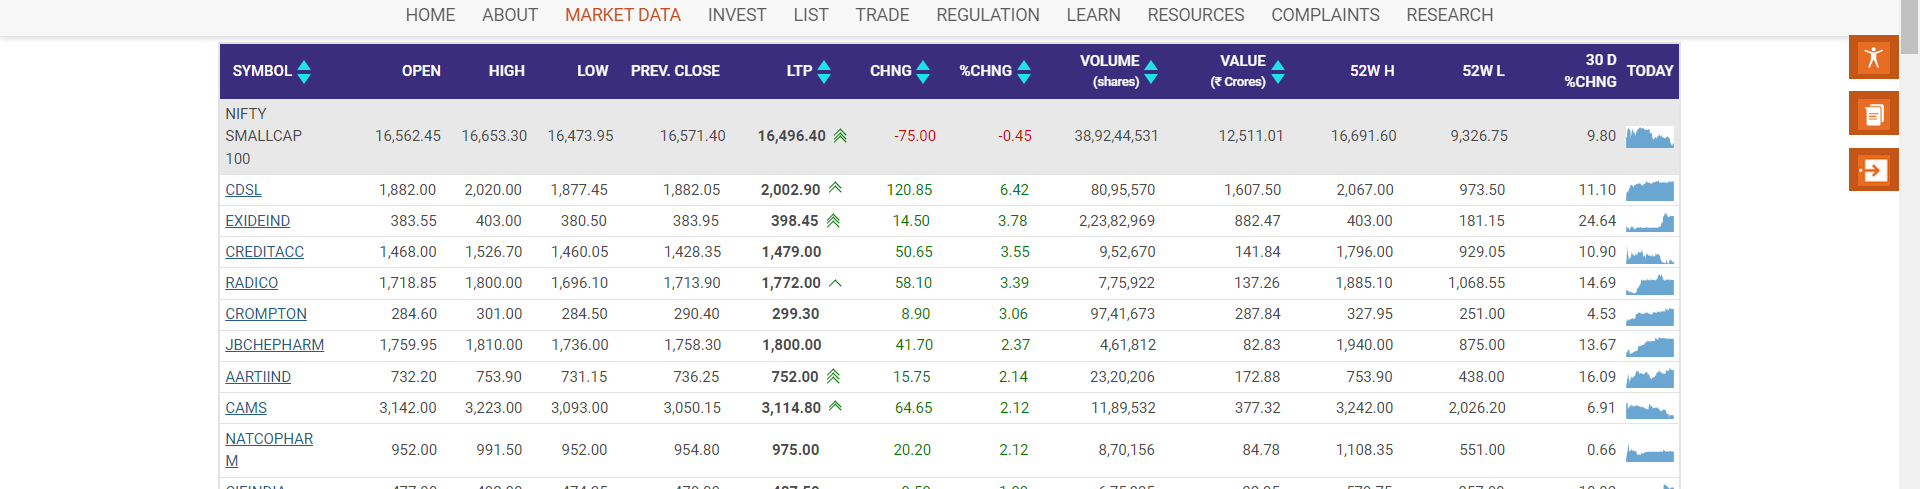 HOME ABOUT MARKET DATA INVEST LIST TRADE REGULATION LEARN RESOURCES COMPLAINTS RESEARCH
SYMBOL OPEN HIGH LOW PREV. CLOSE LTP CHNG %CHNG VOLUME (shares) VALUE (₹ Crores) 52W H 52W L 30 D %CHNG TODAY
NIFTY SMALLCAP 100 16,562.45 16,653.30 16,473.95 16,571.40 16,496.40 -75.00 -0.45 38,92,44,531 12,511.01 16,691.60 9,326.75 9.80
CDSL 1,882.00 2,020.00 1,877.45 1,882.05 2,002.90 120.85 6.42 80,95,570 1,607.50 2,067.00 973.50 11.10
EXIDEIND 383.55 403.00 380.50 383.95 398.45 14.50 3.78 2,23,82,969 882.47 403.00 181.15 24.64
CREDITACC 1,468.00 1,526.70 1,460.05 1,428.35 1,479.00 50.65 3.55 9,52,670 141.84 1,796.00 929.05 10.90
RADICO 1,718.85 1,800.00 1,696.10 1,713.90 1,772.00 58.10 3.39 7,75,922 137.26 1,885.10 1,068.55 14.69
CROMPTON 284.60 301.00 284.50 290.40 299.30 8.90 3.06 97,41,673 287.84 327.95 251.00 4.53
JBCHEPHARM 1,759.95 1,810.00 1,736.00 1,758.30 1,800.00 41.70 2.37 4,61,812 82.83 1,940.00 875.00 13.67
AARTIIND 732.20 753.90 731.15 736.25 752.00 15.75 2.14 23,20,206 172.88 753.90 438.00 16.09
CAMS 3,142.00 3,223.00 3,093.00 3,050.15 3,114.80 64.65 2.12 11,89,532 377.32 3,242.00 2,026.20 6.91
NATCOPHARM 952.00 991.50 952.00 954.80 975.00 20.20 2.12 8,70,156 84.78 1,108.35 551.00 0.66